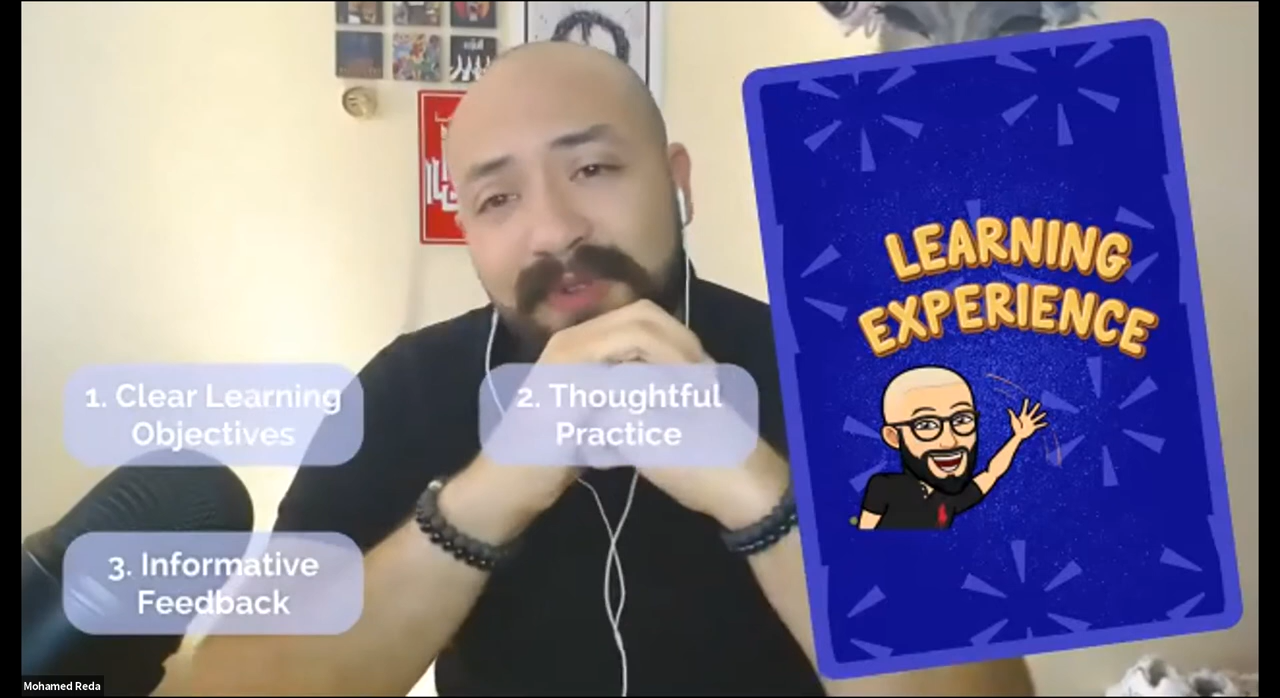 LEARNING
EXPERIENCE
1. Clear Learning
Objectives
2. Thoughtful
Practice
3. Informative
Feedback
Mohamed Reda